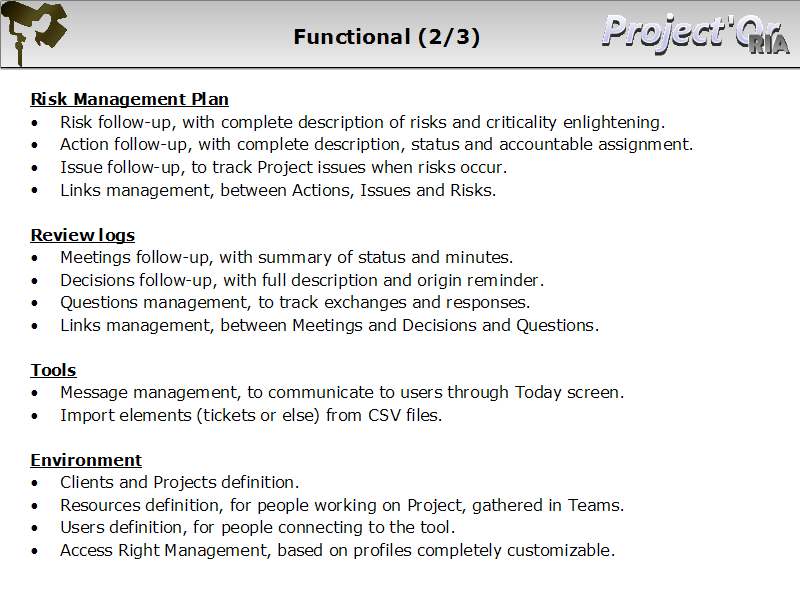 Functional (2/3)
Project'Or
RIA
Risk Management Plan
• Risk follow-up, with complete description of risks and criticality enlightening.
• Action follow-up, with complete description, status and accountable assignment.
• Issue follow-up, to track Project issues when risks occur.
• Links management, between Actions, Issues and Risks.
Review logs
• Meetings follow-up, with summary of status and minutes.
• Decisions follow-up, with full description and origin reminder.
• Questions management, to track exchanges and responses.
• Links management, between Meetings and Decisions and Questions.
Tools
• Message management, to communicate to users through Today screen.
• Import elements (tickets or else) from CSV files.
Environment
• Clients and Projects definition.
• Resources definition, for people working on Project, gathered in Teams.
• Users definition, for people connecting to the tool.
• Access Right Management, based on profiles completely customizable.